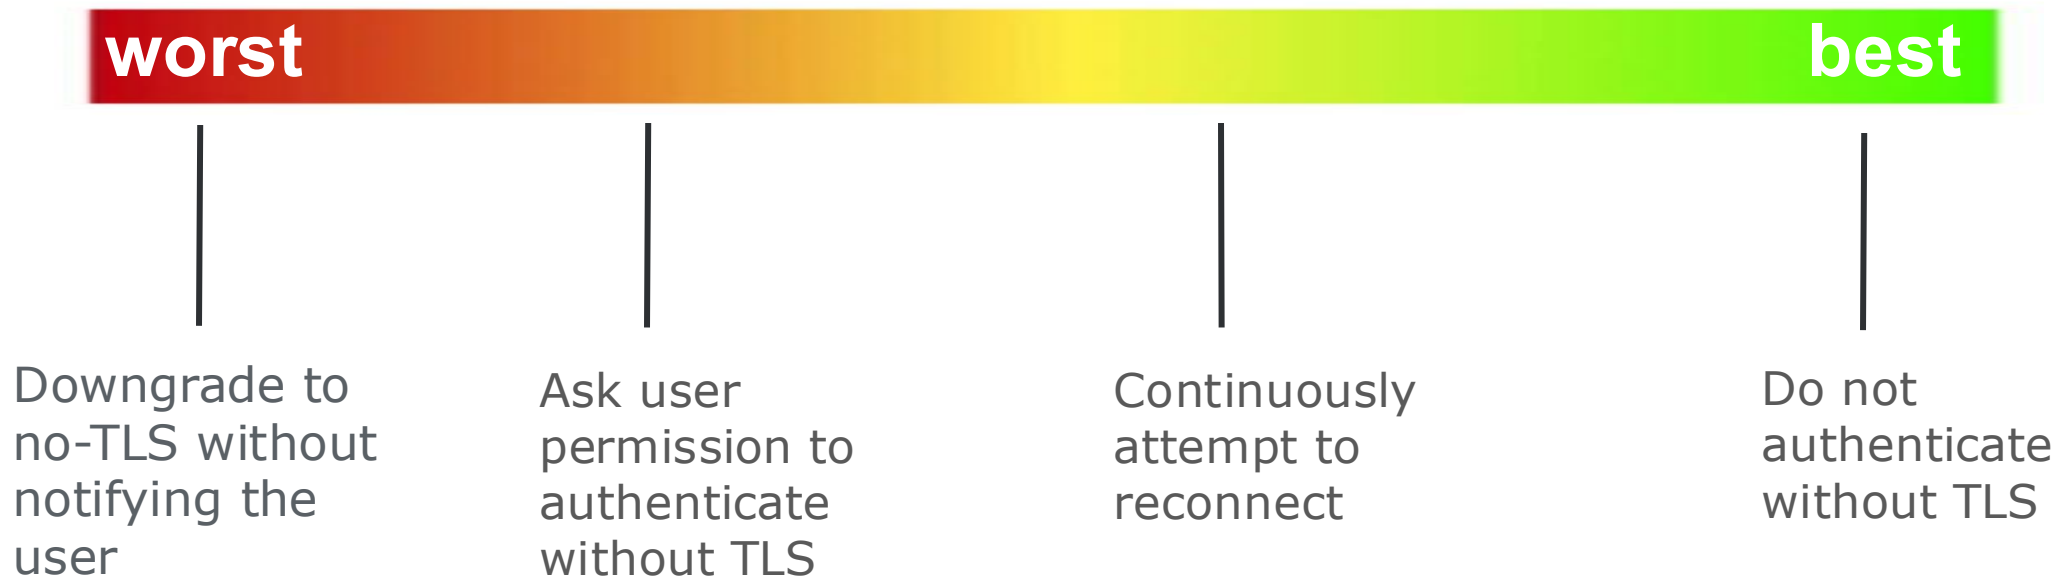 worst
best
Downgrade to
no-TLS without
notifying the
user
Ask user
permission to
authenticate
without TLS
Continuously
attempt to
reconnect
Do not
authenticate
without TLS